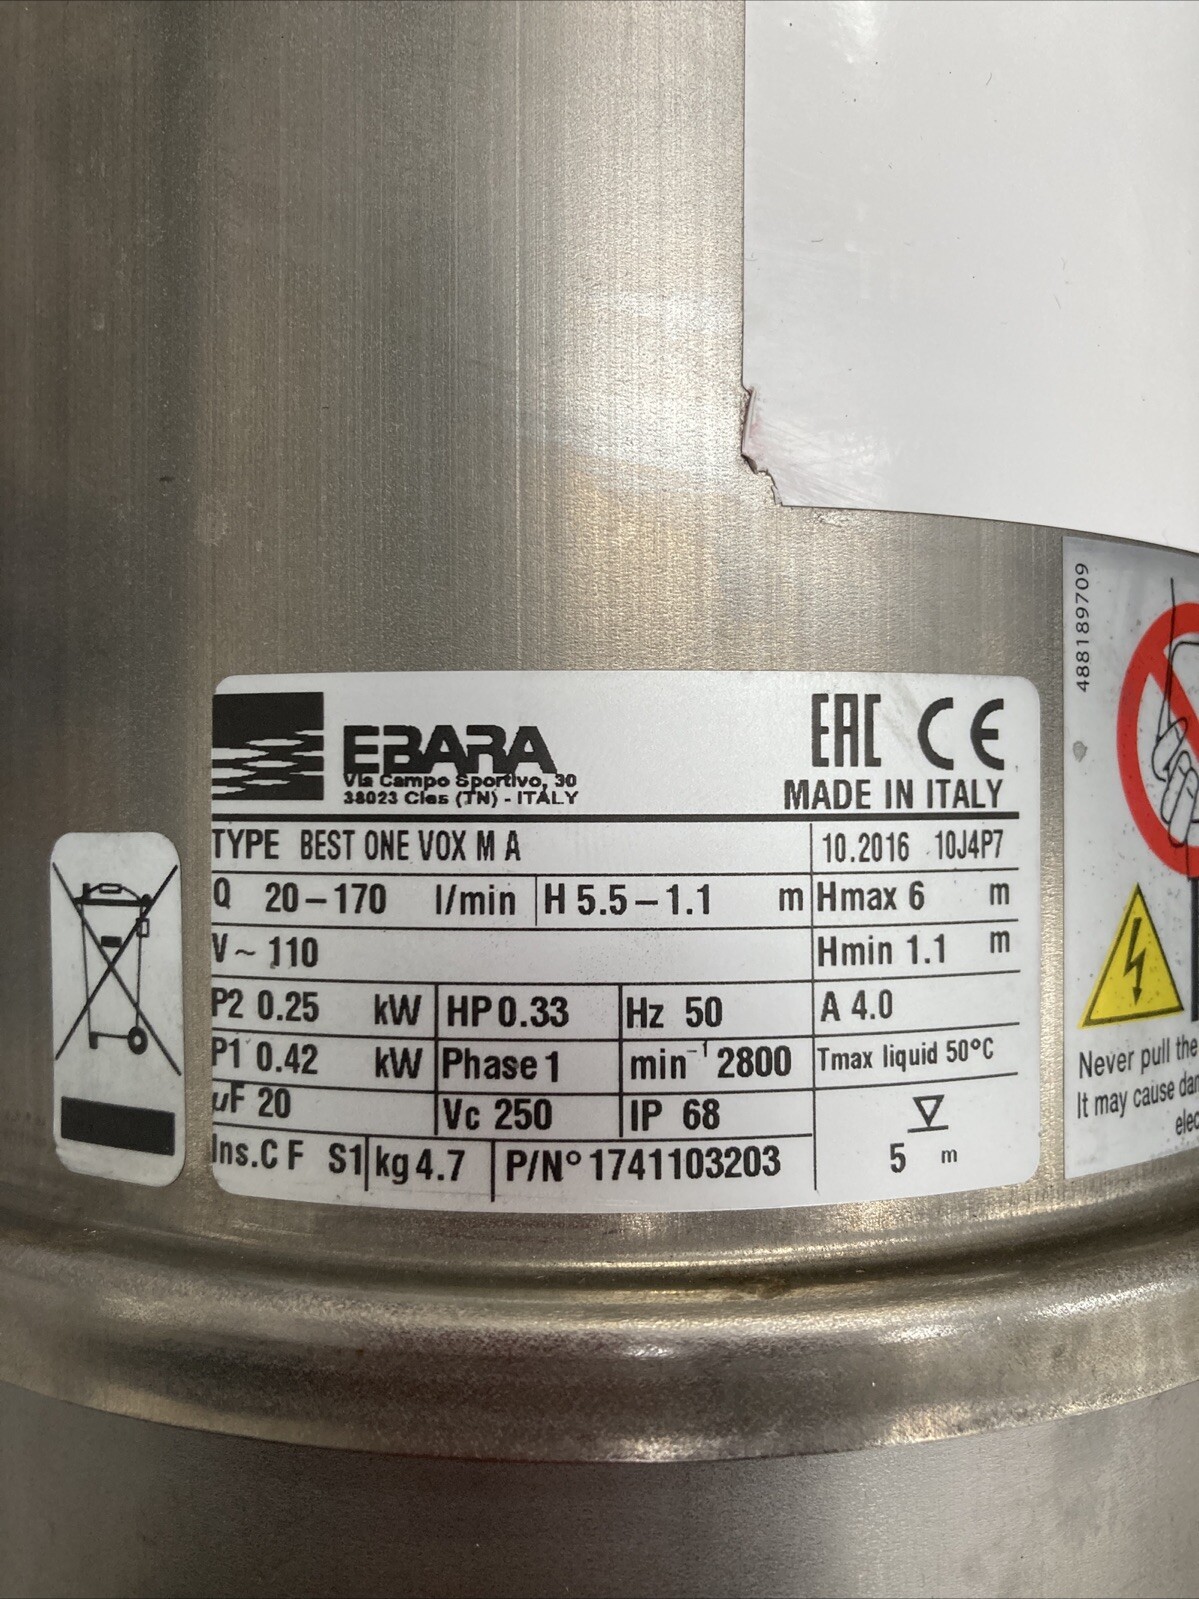 488189709
EBARA
Via Campo Sportivo, 30
38023 Cles (TN) - ITALY
EAC CE
MADE IN ITALY
TYPE BEST ONE VOX M A 10.2016 10J4P7
Q 20-170 l/min H 5.5-1.1 m Hmax 6 m
V~ 110 Hmin 1.1 m
P2 0.25 kW HP 0.33 Hz 50 A 4.0
P1 0.42 kW Phase 1 min⁻¹ 2800 Tmax liquid 50°C
µF 20 Vc 250 IP 68
Ins.C F S1 kg 4.7 P/N° 1741103203 5 m
Never pull the
It may cause